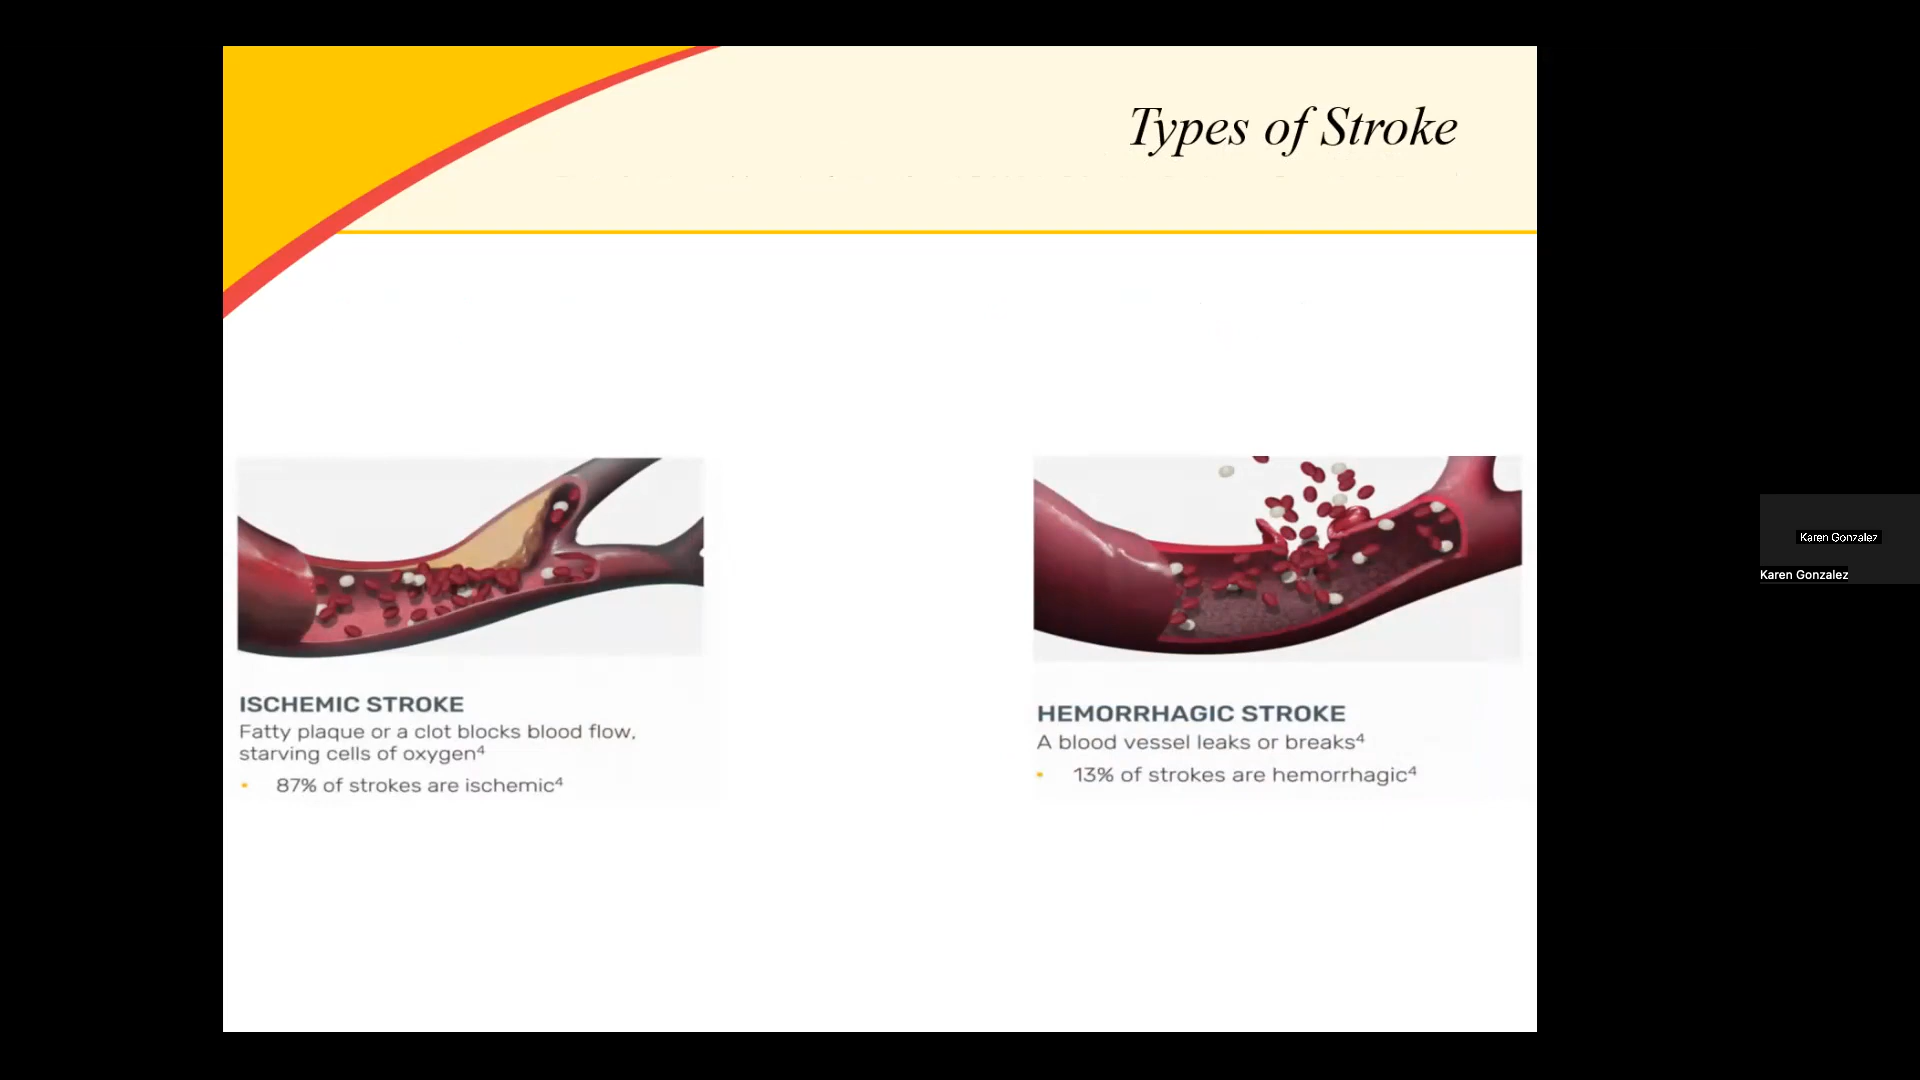 Types of Stroke
ISCHEMIC STROKE
Fatty plaque or a clot blocks blood flow,
starving cells of oxygen⁴
• 87% of strokes are ischemic⁴
HEMORRHAGIC STROKE
A blood vessel leaks or breaks⁴
• 13% of strokes are hemorrhagic⁴
Karen Gonzalez
Karen Gonzalez